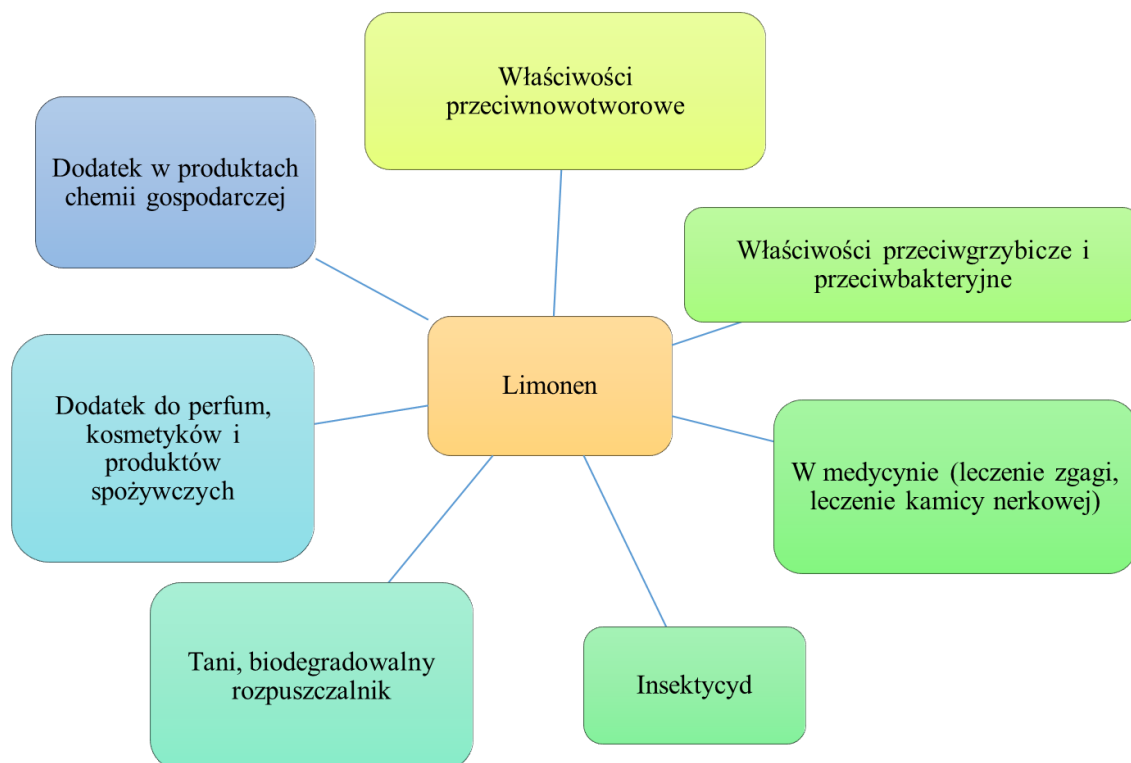 Właściwości
przeciwnowotworowe
Dodatek w produktach
chemii gospodarczej
Właściwości przeciwgrzybicze i
przeciwbakteryjne
Limonen
Dodatek do perfum,
kosmetyków i
produktów
spożywczych
W medycynie (leczenie zgagi,
leczenie kamicy nerkowej)
Tani, biodegradowalny
rozpuszczalnik
Insektycyd